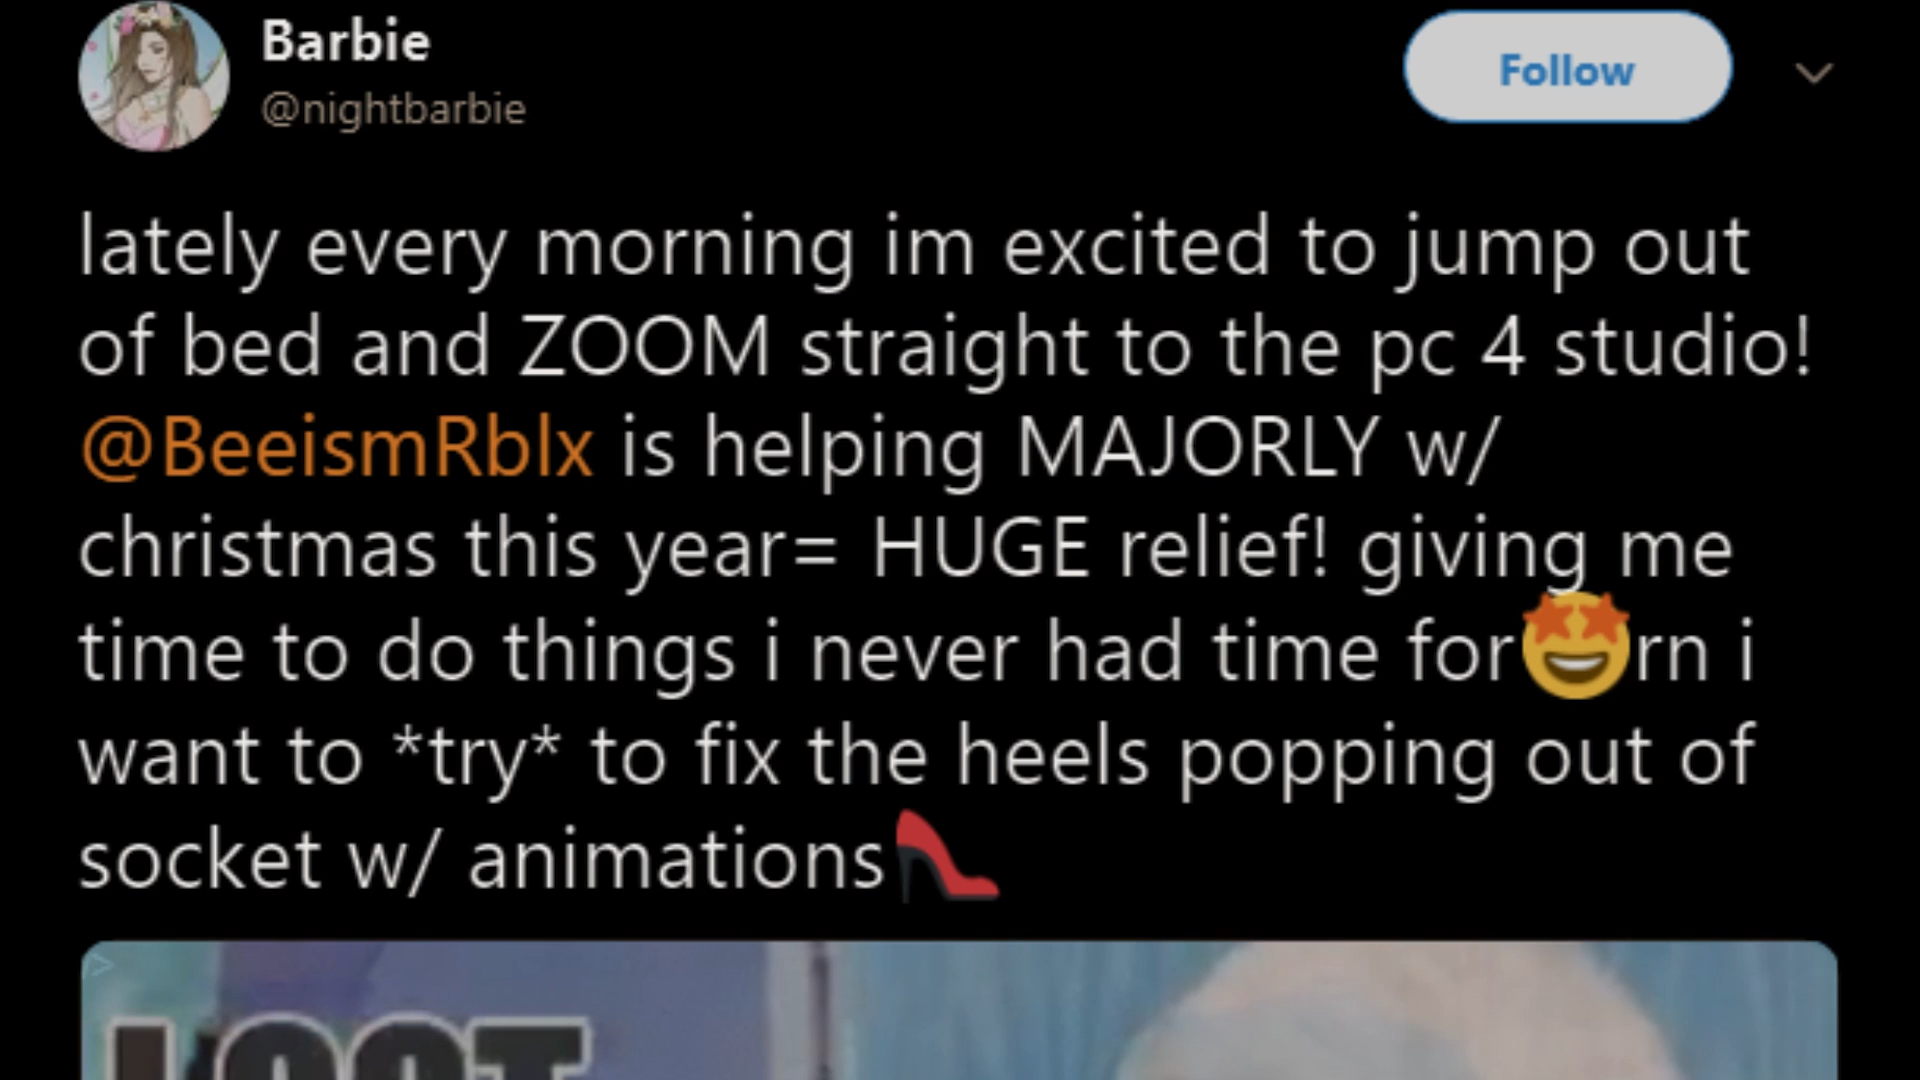 Barbie
@nightbarbie
Follow
lately every morning im excited to jump out
of bed and ZOOM straight to the pc 4 studio!
@BeeismRblx is helping MAJORLY w/
christmas this year= HUGE relief! giving me
time to do things i never had time for🤩rn i
want to *try* to fix the heels popping out of
socket w/ animations👠